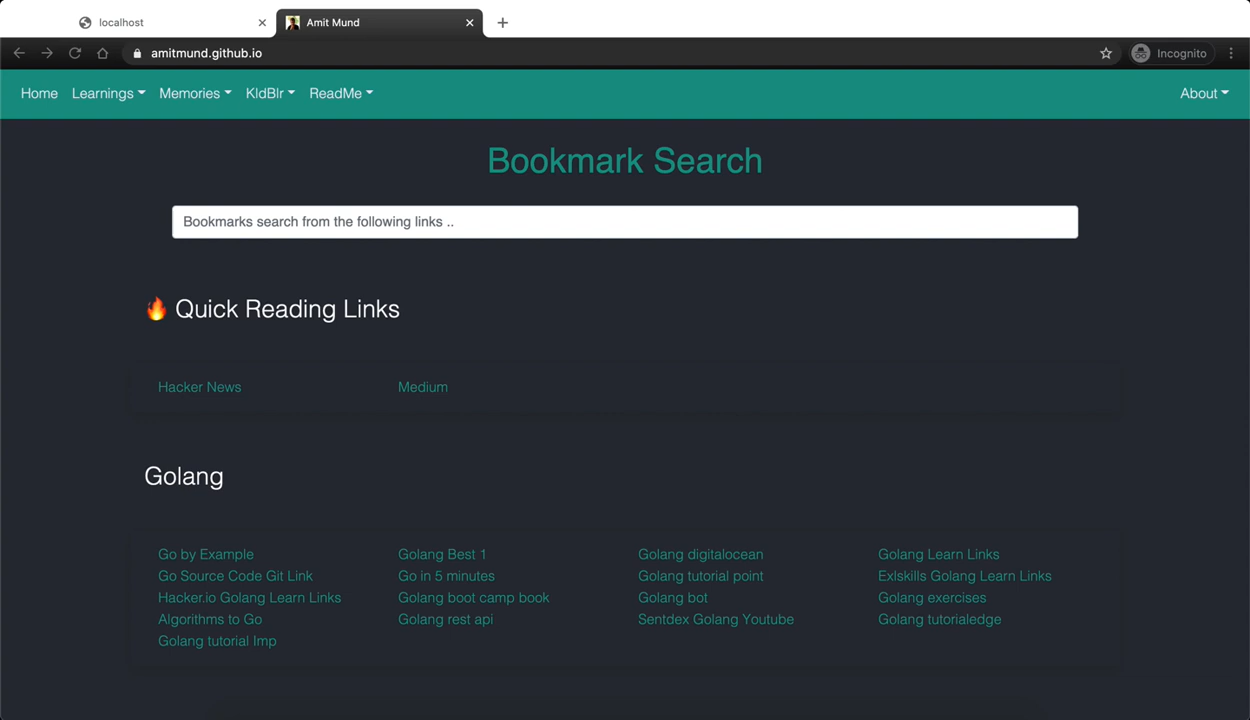 localhost
Amit Mund
amitmund.github.io
Incognito
Home Learnings Memories KldBlr ReadMe About
Bookmark Search
Bookmarks search from the following links ..
🔥 Quick Reading Links
Hacker News Medium
Golang
Go by Example Golang Best 1 Golang digitalocean Golang Learn Links
Go Source Code Git Link Go in 5 minutes Golang tutorial point Exlskills Golang Learn Links
Hacker.io Golang Learn Links Golang boot camp book Golang bot Golang exercises
Algorithms to Go Golang rest api Sentdex Golang Youtube Golang tutorialedge
Golang tutorial Imp